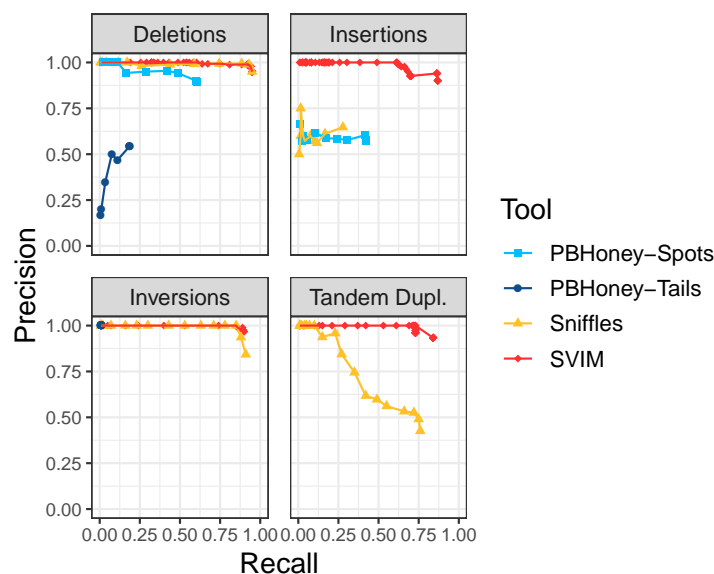 Deletions
Insertions
1.00
0.75
0.50
0.25
0.00
Inversions
Tandem Dupl.
1.00
0.75
0.50
0.25
0.00
0.00 0.25 0.50 0.75 1.00
0.00 0.25 0.50 0.75 1.00
Recall
Precision
Tool
PBHoney−Spots
PBHoney−Tails
Sniffles
SVIM